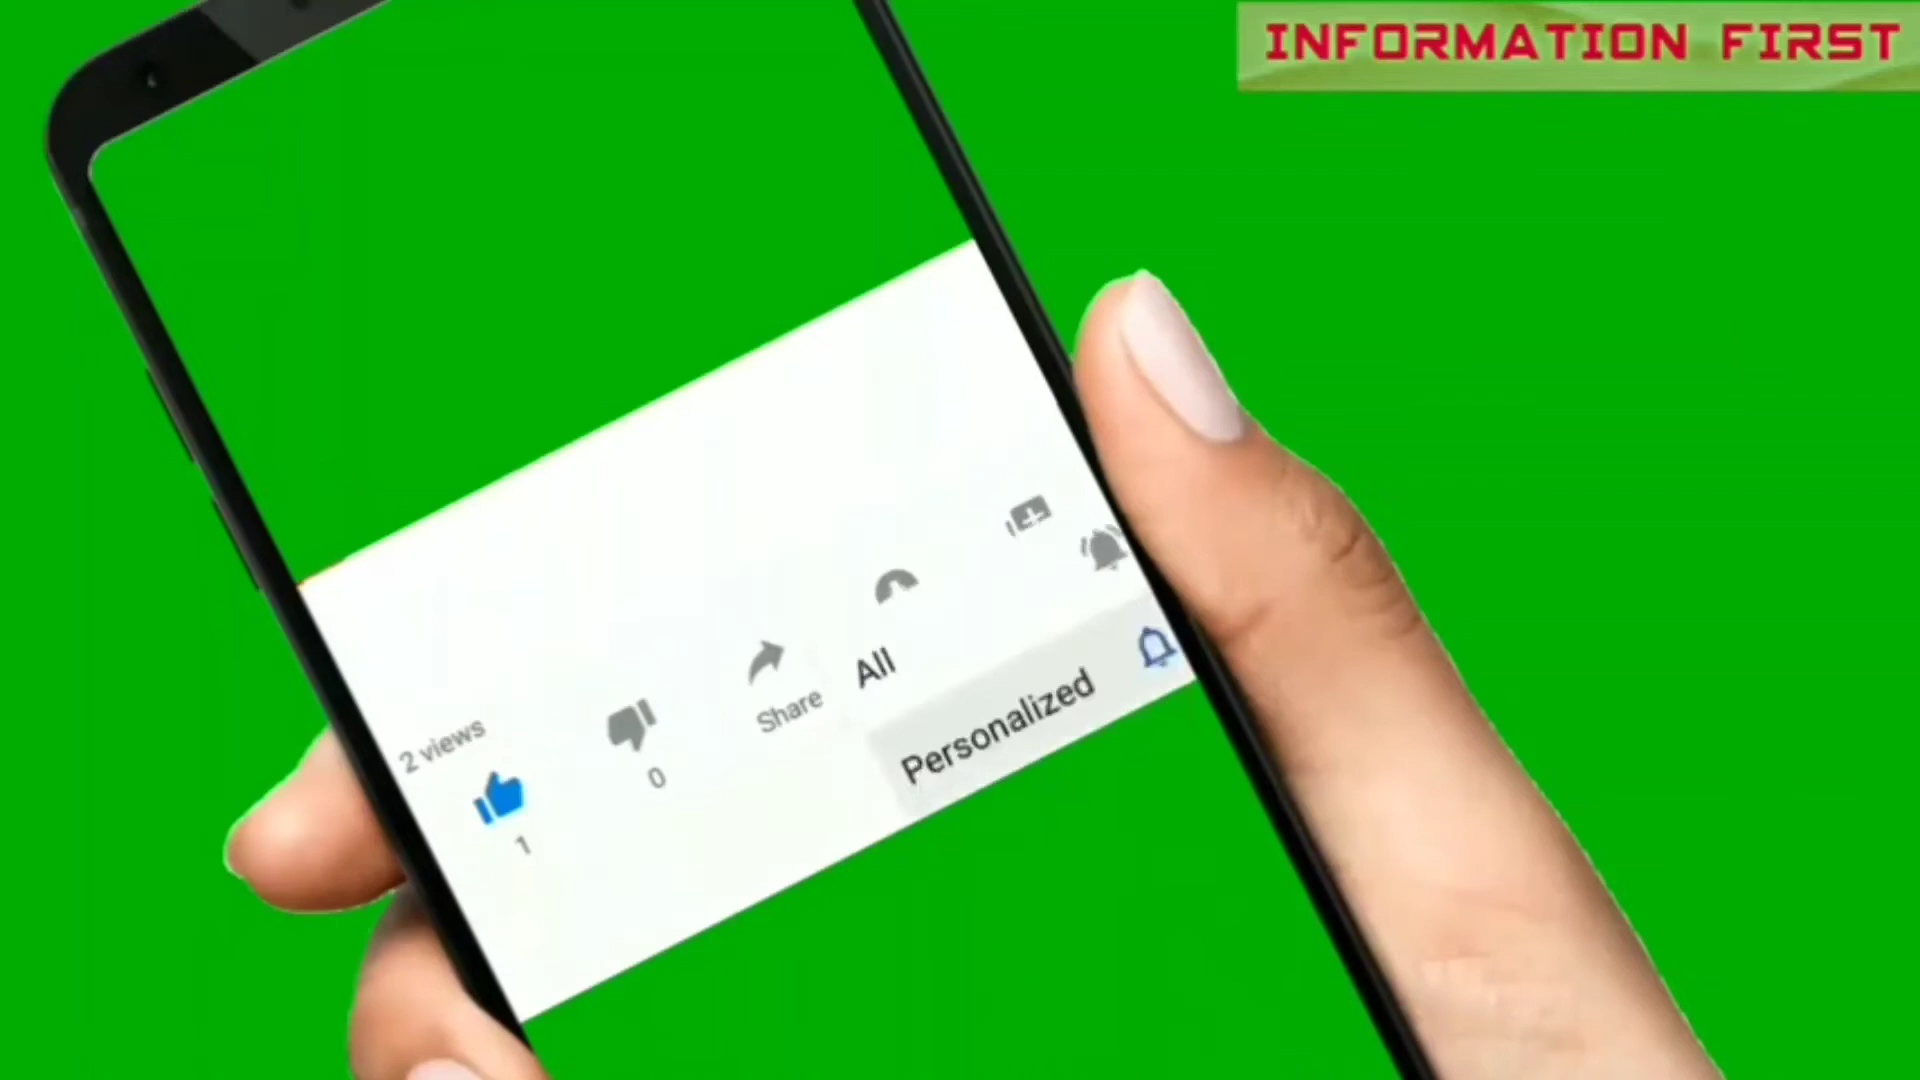 INFORMATION FIRST
2 views
1
0
Share
All
Personalized